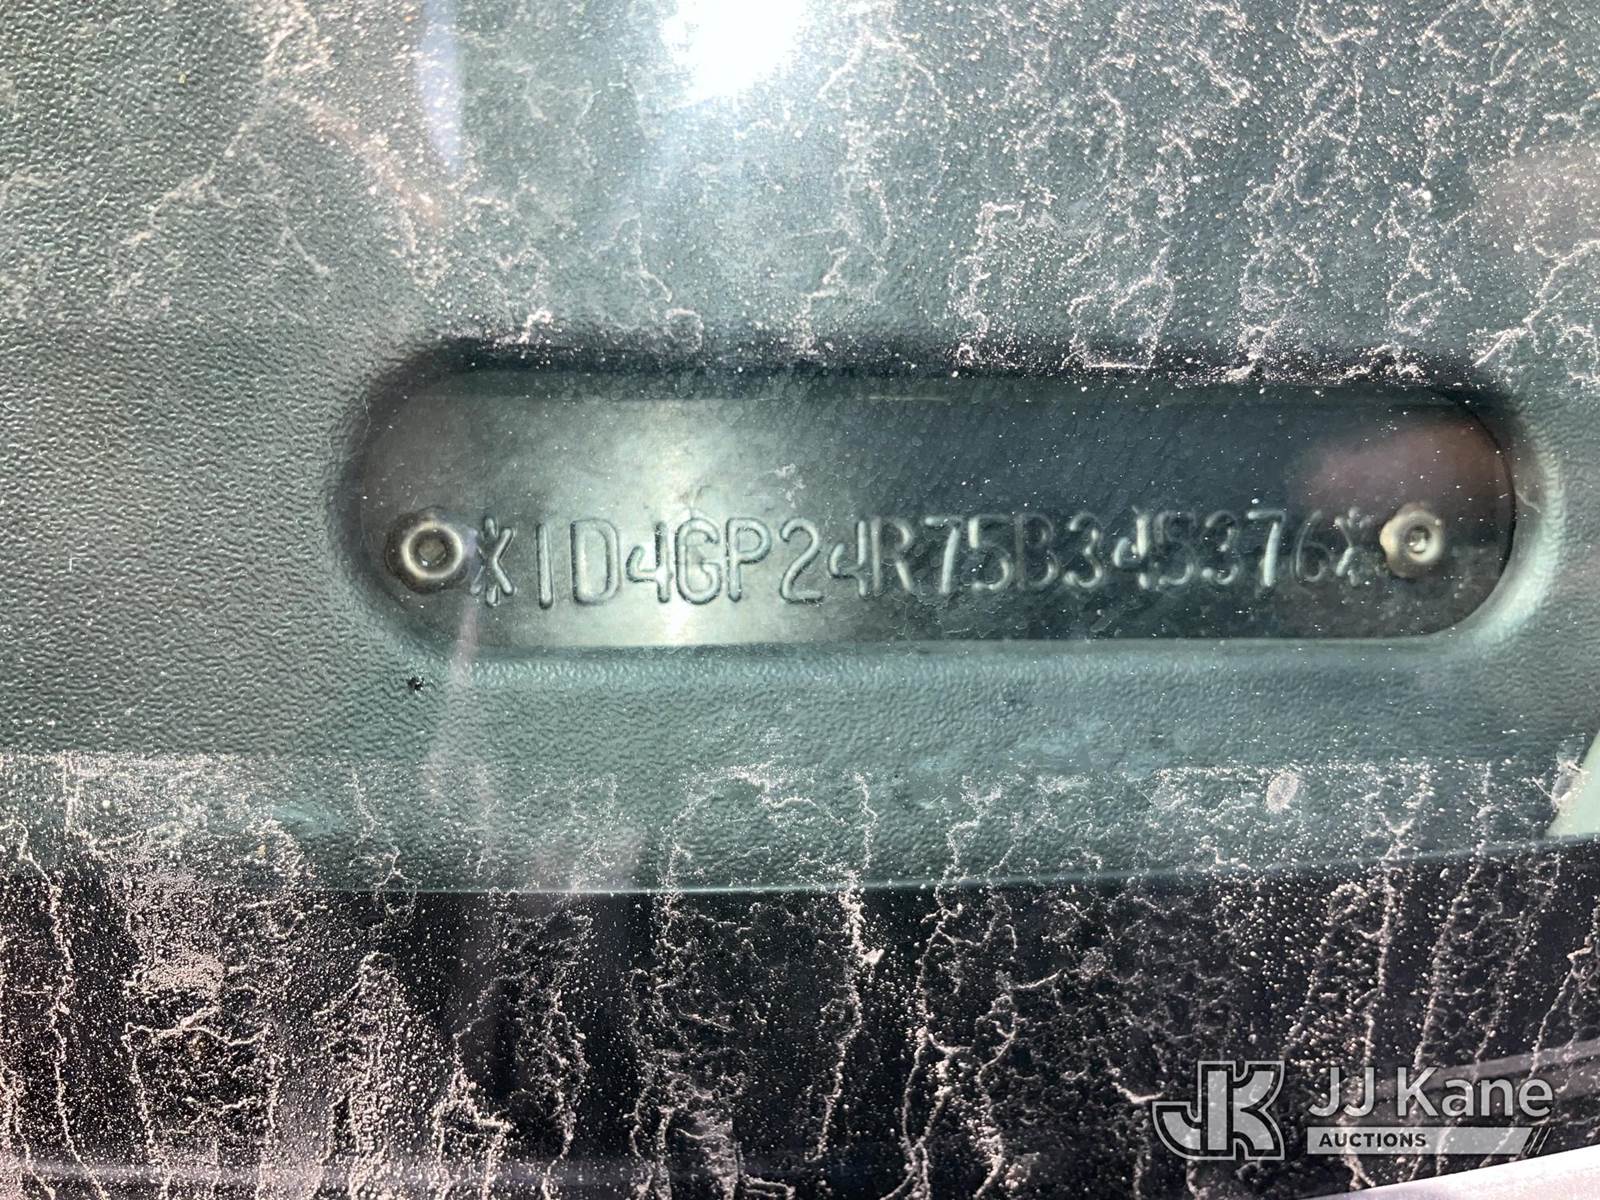 *1D4GP24R75B345376*
JJ Kane
AUCTIONS